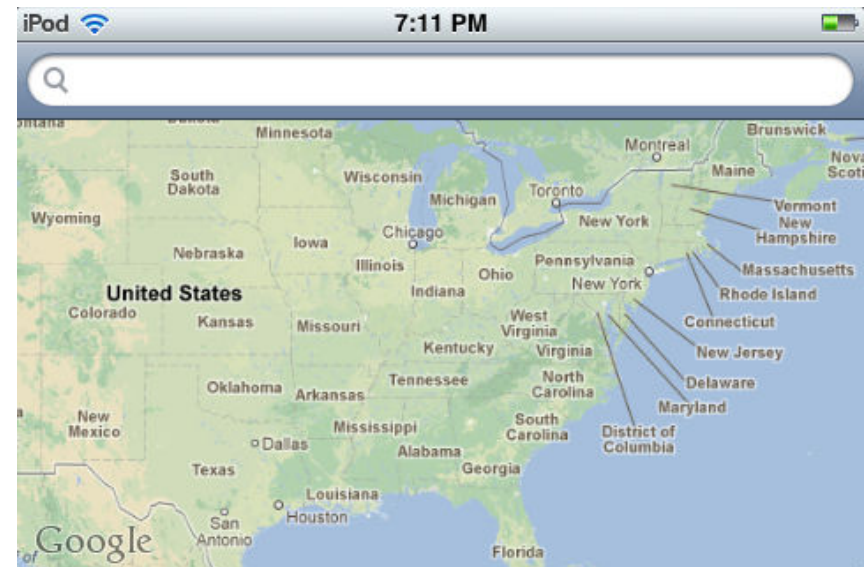 iPod
7:11 PM
Minnesota
Montreal
Brunswick
Maine
Nova
Scoti
South
Dakota
Wisconsin
Michigan
Toronto
Vermont
Wyoming
New York
New
Hampshire
Chicago
Iowa
Nebraska
Illinois
Ohio
Pennsylvania
New York
Massachusetts
United States
Indiana
Rhode Island
Colorado
Kansas
Missouri
West
Virginia
Connecticut
Kentucky
Virginia
New Jersey
Oklahoma
Arkansas
Tennessee
North
Carolina
Delaware
Maryland
New
Mexico
Mississippi
South
Carolina
District of
Columbia
Dallas
Alabama
Texas
Georgia
Louisiana
Houston
San
Antonio
Google
of
Florida